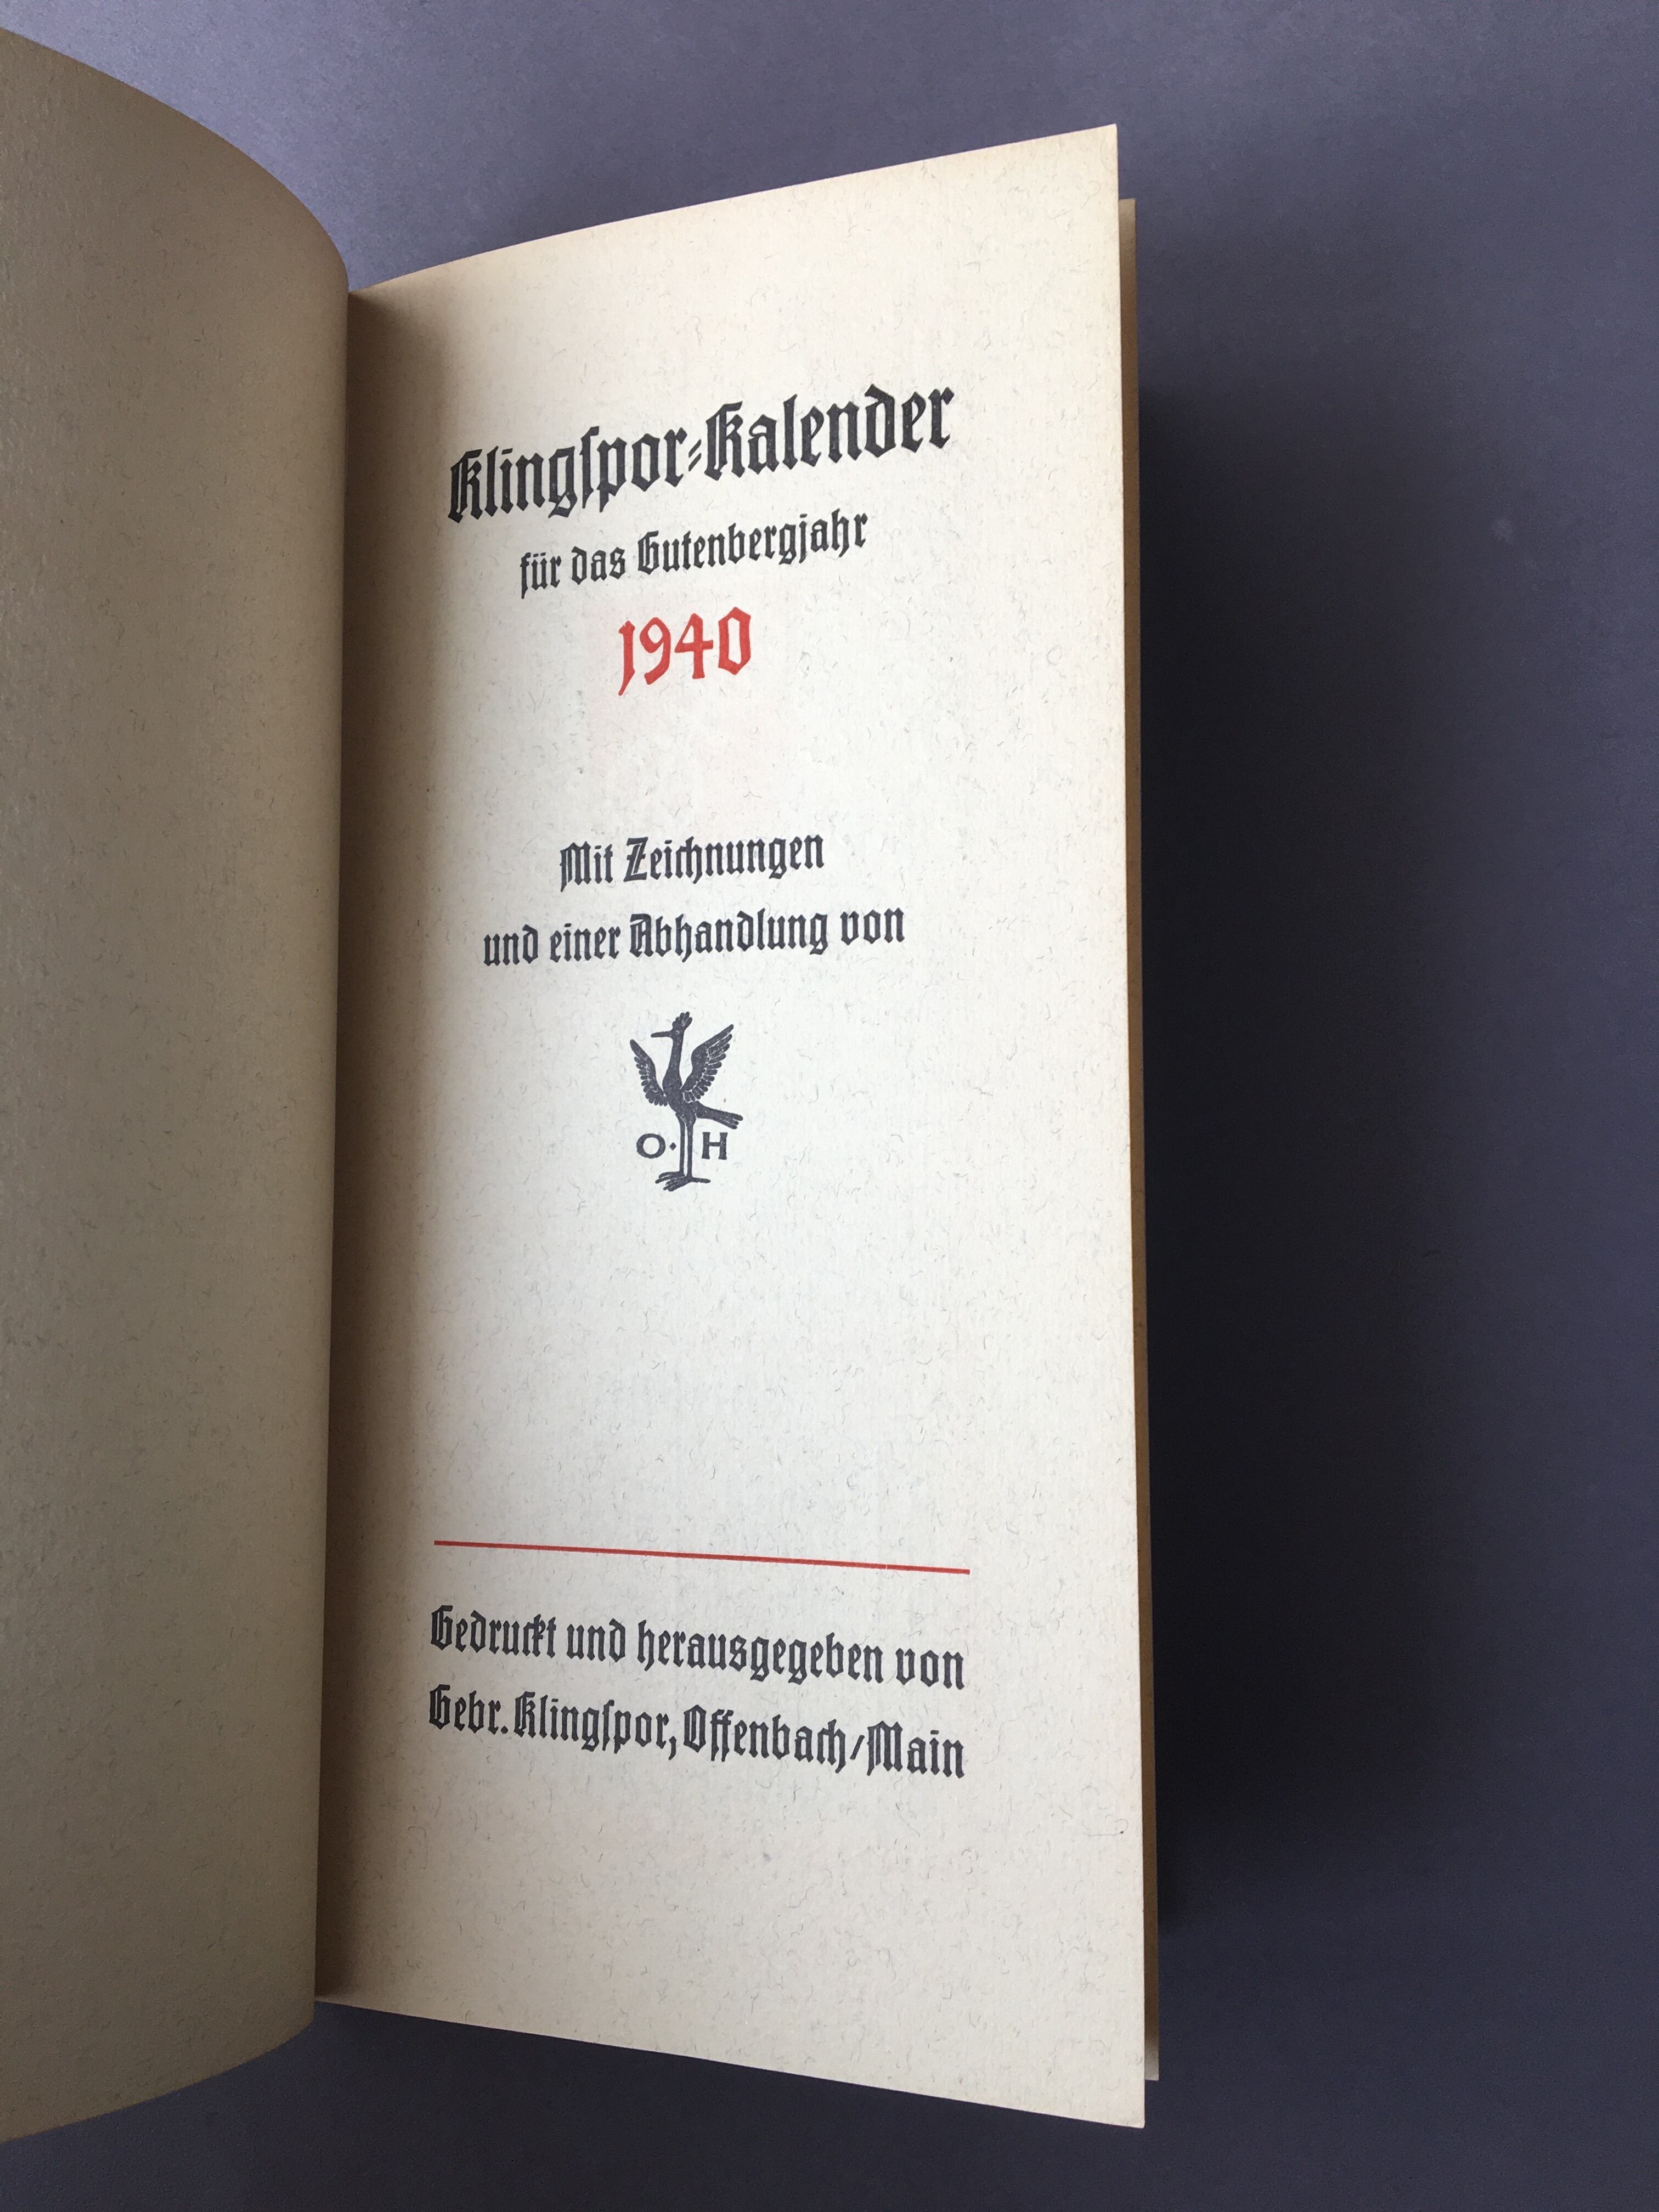 Klingſpor⸗Kalender
für das Gutenbergjahr
1940
Mit Zeichnungen
und einer Abhandlung von
O · H
Gedruckt und herausgegeben von
Gebr. Klingſpor, Offenbach/Main